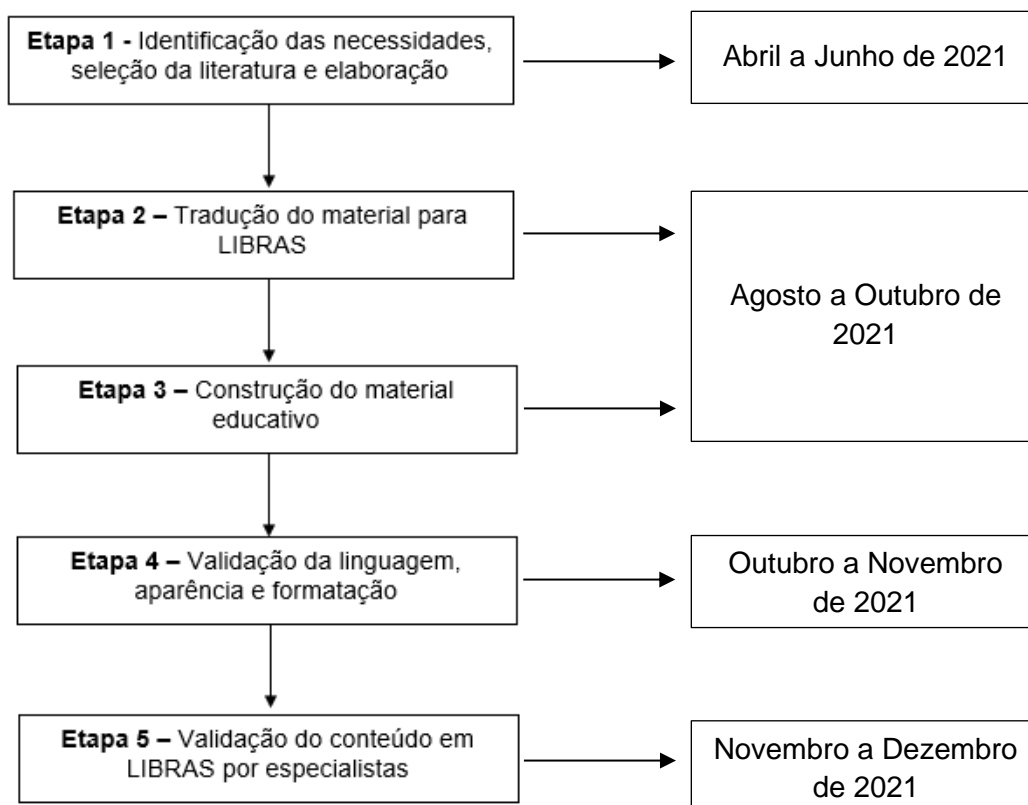 Etapa 1 - Identificação das necessidades,
seleção da literatura e elaboração
Abril a Junho de 2021
Etapa 2 – Tradução do material para
LIBRAS
Agosto a Outubro de
2021
Etapa 3 – Construção do material
educativo
Etapa 4 – Validação da linguagem,
aparência e formatação
Outubro a Novembro
de 2021
Etapa 5 – Validação do conteúdo em
LIBRAS por especialistas
Novembro a Dezembro
de 2021